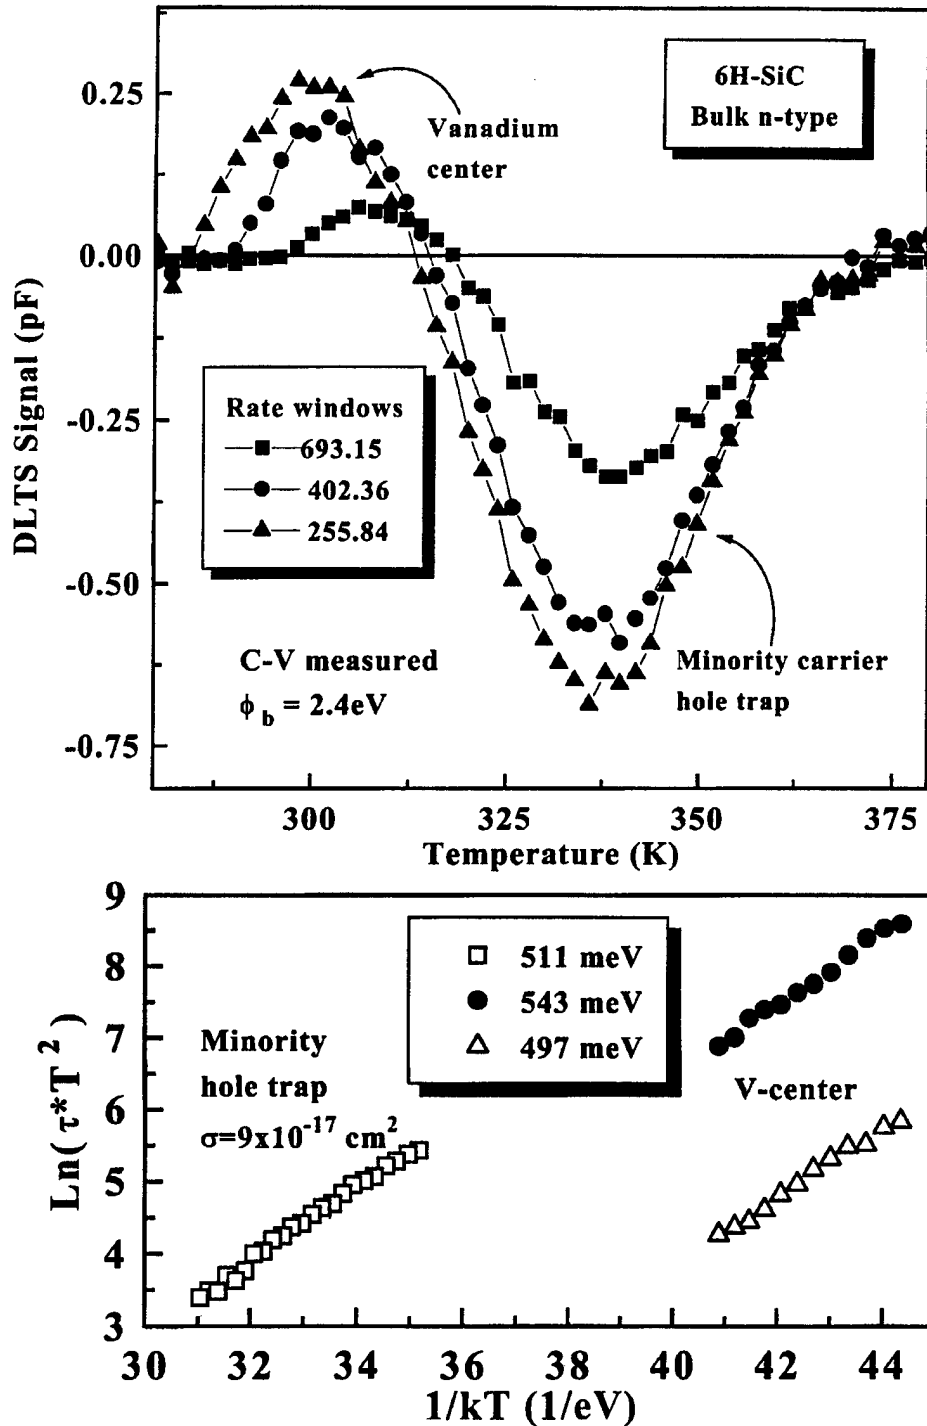 6H-SiC
Bulk n-type
Vanadium
center
0.25
0.00
-0.25
-0.50
-0.75
DLTS Signal (pF)
Rate windows
693.15
402.36
255.84
C-V measured
ϕ b = 2.4eV
Minority carrier
hole trap
300
325
350
375
Temperature (K)
9
8
7
6
5
4
3
Ln(τ*T²)
511 meV
543 meV
497 meV
Minority
hole trap
σ=9x10⁻¹⁷ cm²
V-center
30
32
34
36
38
40
42
44
1/kT (1/eV)